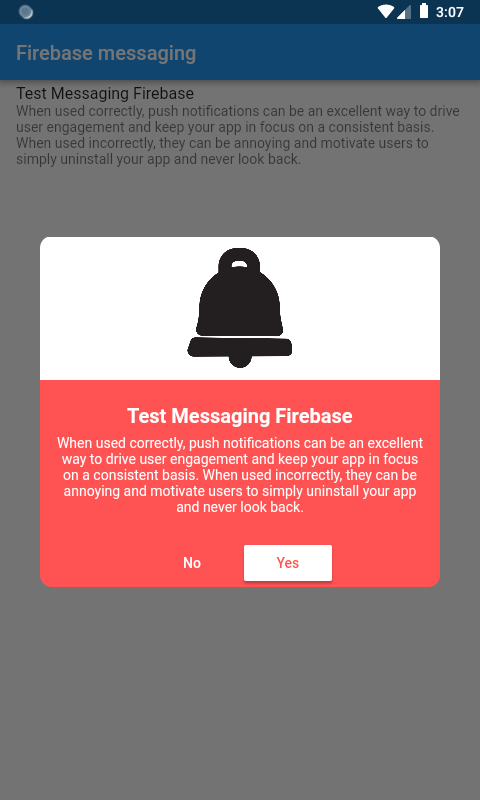 3:07
Firebase messaging
Test Messaging Firebase
When used correctly, push notifications can be an excellent way to drive
user engagement and keep your app in focus on a consistent basis.
When used incorrectly, they can be annoying and motivate users to
simply uninstall your app and never look back.
Test Messaging Firebase
When used correctly, push notifications can be an excellent
way to drive user engagement and keep your app in focus
on a consistent basis. When used incorrectly, they can be
annoying and motivate users to simply uninstall your app
and never look back.
No
Yes